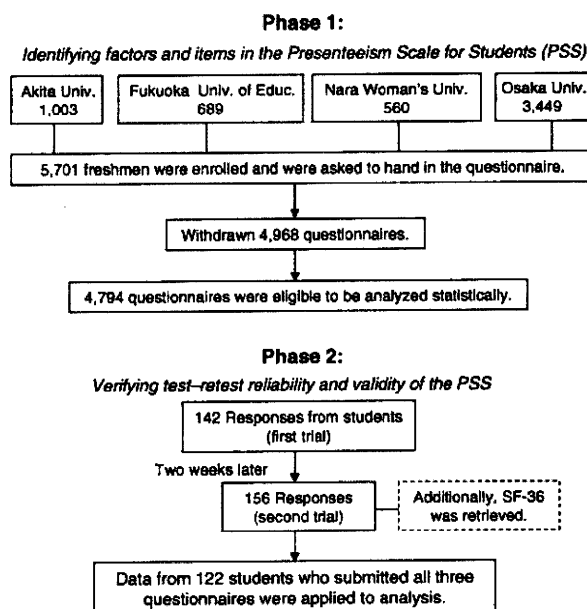 Phase 1:
Identifying factors and items in the Presenteeism Scale for Students (PSS)
Akita Univ.
1,003
Fukuoka Univ. of Educ.
689
Nara Woman's Univ.
560
Osaka Univ.
3,449
5,701 freshmen were enrolled and were asked to hand in the questionnaire.
Withdrawn 4,968 questionnaires.
4,794 questionnaires were eligible to be analyzed statistically.
Phase 2:
Verifying test–retest reliability and validity of the PSS
142 Responses from students
(first trial)
Two weeks later
156 Responses
(second trial)
Additionally, SF-36
was retrieved.
Data from 122 students who submitted all three
questionnaires were applied to analysis.